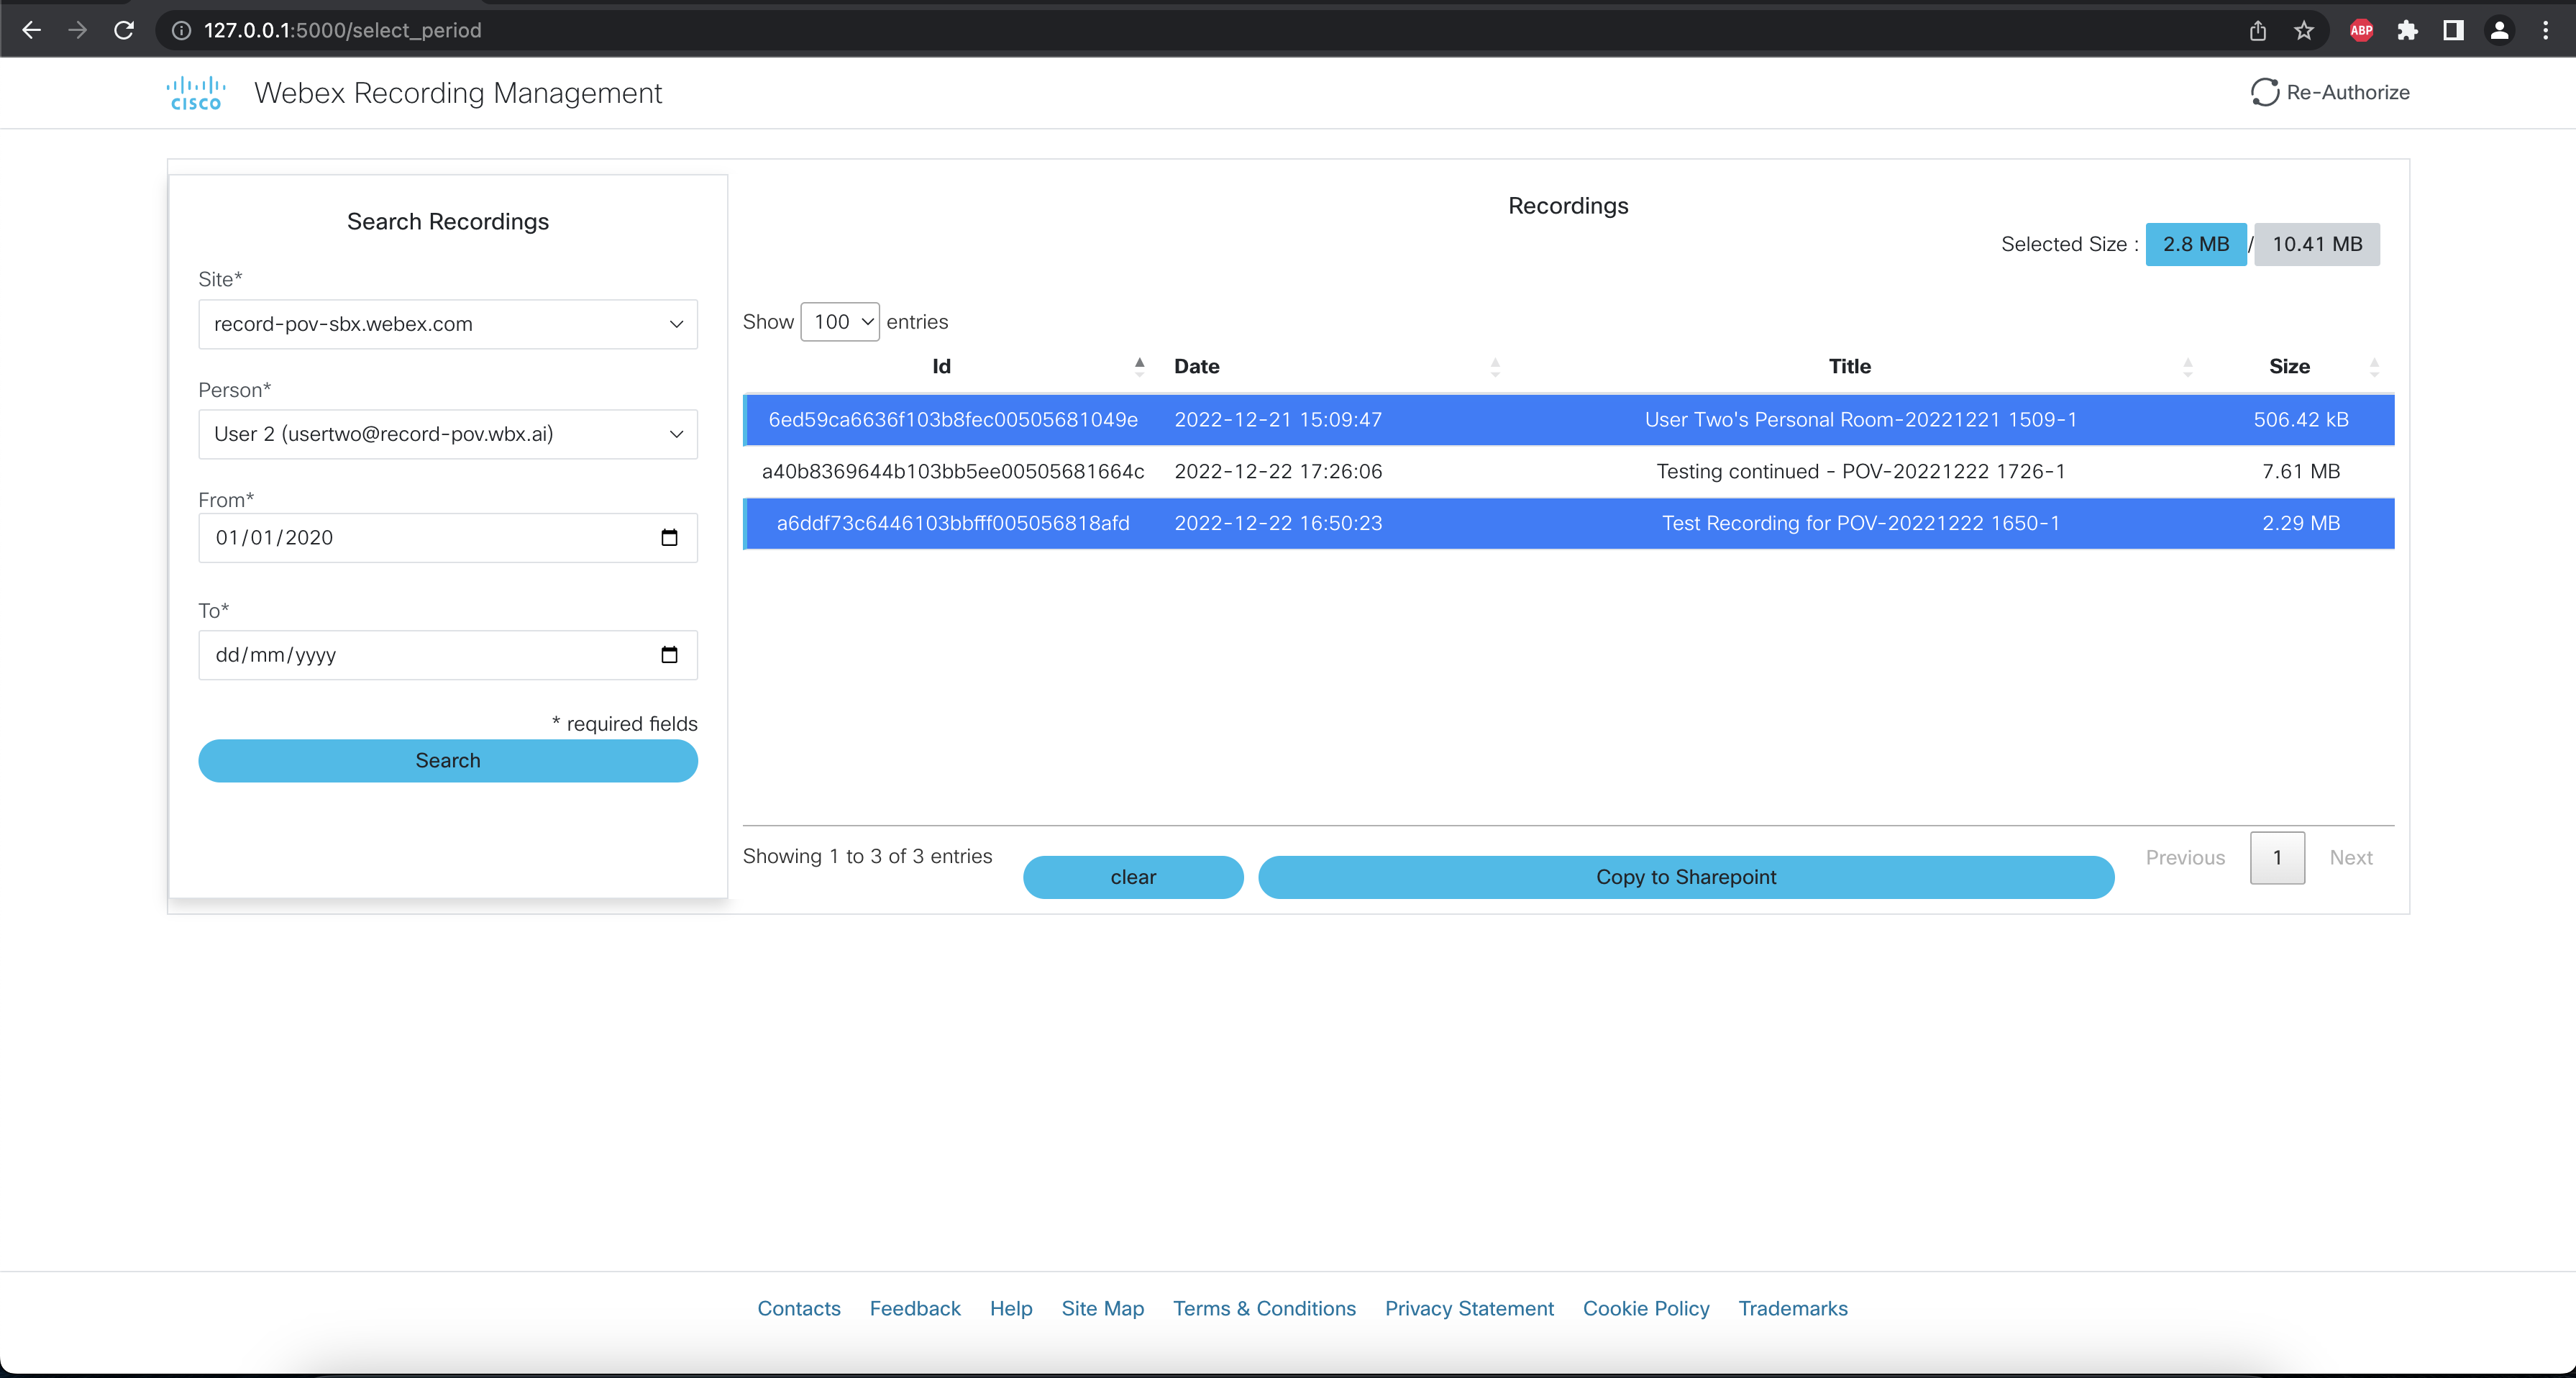 127.0.0.1:5000/select_period
ABP
CISCO
Webex Recording Management
Re-Authorize
Search Recordings
Site*
record-pov-sbx.webex.com
Person*
User 2 (usertwo@record-pov.wbx.ai)
From*
01/01/2020
To*
dd/mm/yyyy
* required fields
Search
Recordings
Selected Size : 2.8 MB / 10.41 MB
Show 100 entries
Id Date Title Size
6ed59ca6636f103b8fec00505681049e 2022-12-21 15:09:47 User Two's Personal Room-20221221 1509-1 506.42 kB
a40b8369644b103bb5ee00505681664c 2022-12-22 17:26:06 Testing continued - POV-20221222 1726-1 7.61 MB
a6ddf73c6446103bbfff005056818afd 2022-12-22 16:50:23 Test Recording for POV-20221222 1650-1 2.29 MB
Showing 1 to 3 of 3 entries
clear
Copy to Sharepoint
Previous 1 Next
Contacts Feedback Help Site Map Terms & Conditions Privacy Statement Cookie Policy Trademarks